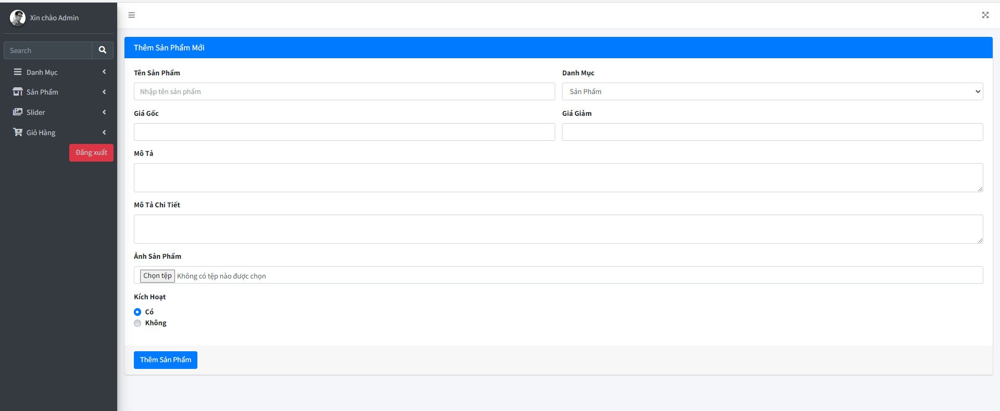 Xin chào Admin
Search
Danh Mục
Sản Phẩm
Slider
Giỏ Hàng
Đăng xuất
Thêm Sản Phẩm Mới
Tên Sản Phẩm
Nhập tên sản phẩm
Danh Mục
Sản Phẩm
Giá Gốc
Giá Giảm
Mô Tả
Mô Tả Chi Tiết
Ảnh Sản Phẩm
Chọn tệp Không có tệp nào được chọn
Kích Hoạt
Có
Không
Thêm Sản Phẩm